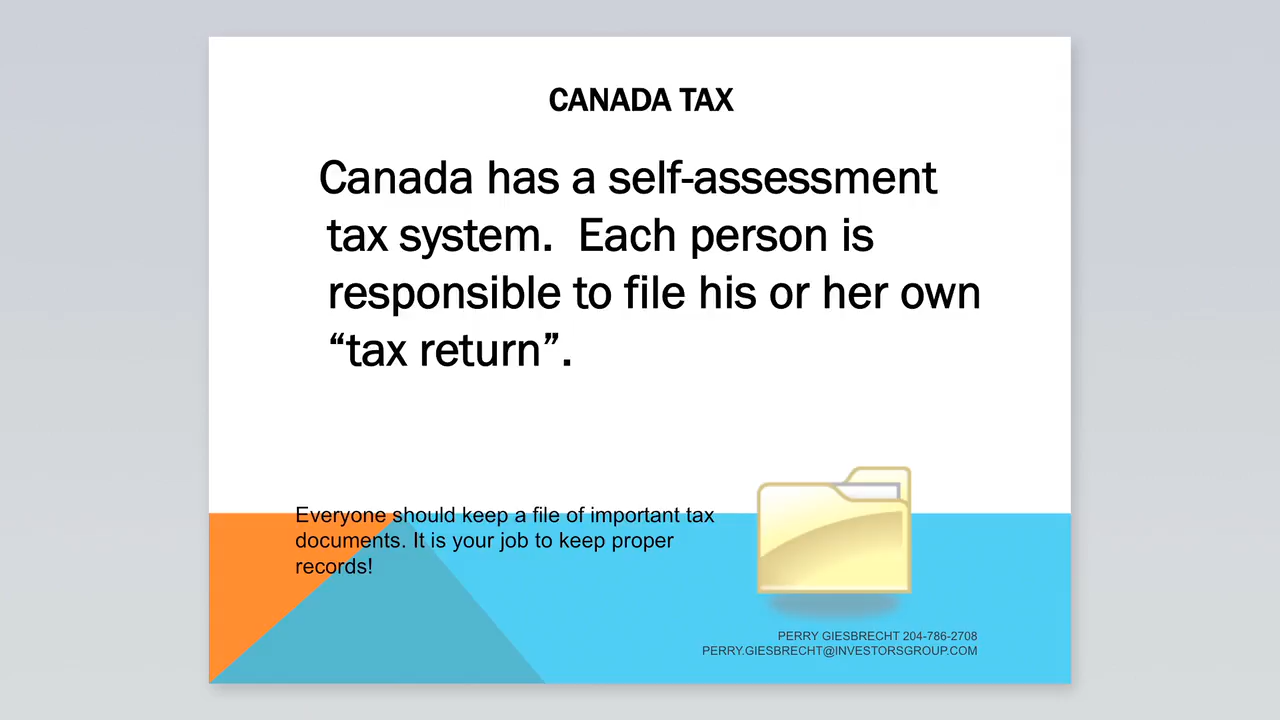 CANADA TAX
Canada has a self-assessment
tax system.  Each person is
responsible to file his or her own
“tax return”.
Everyone should keep a file of important tax
documents. It is your job to keep proper
records!
PERRY GIESBRECHT 204-786-2708
PERRY.GIESBRECHT@INVESTORSGROUP.COM